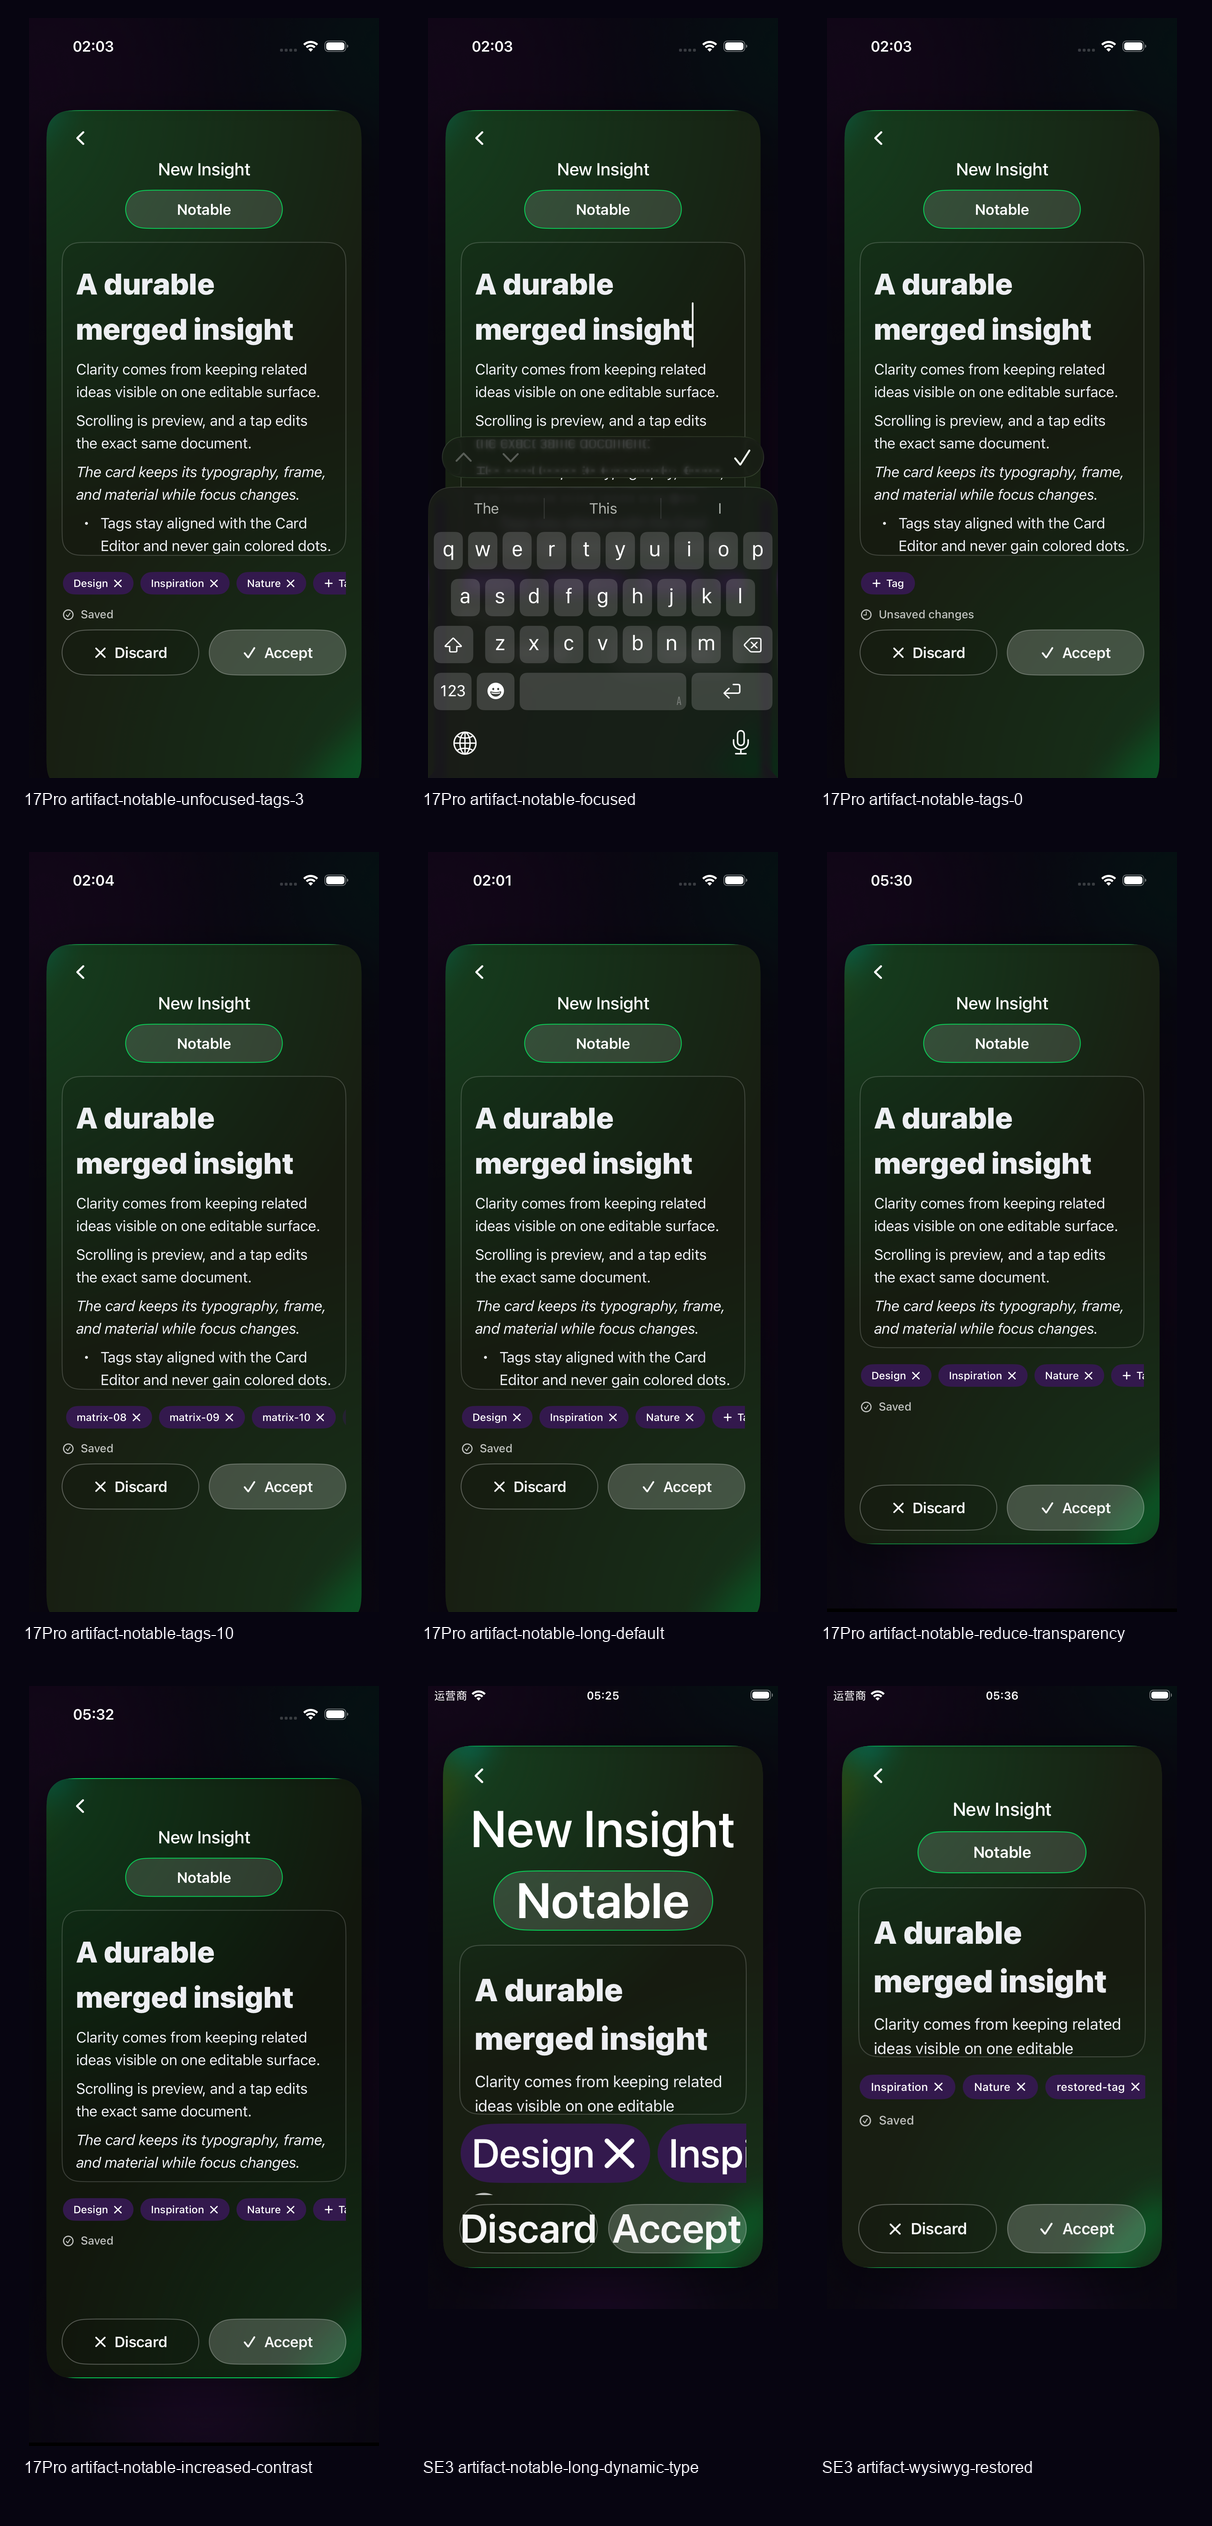 02:03
New Insight
Notable
A durable
merged insight
Clarity comes from keeping related
ideas visible on one editable surface.
Scrolling is preview, and a tap edits
the exact same document.
The card keeps its typography, frame,
and material while focus changes.
• Tags stay aligned with the Card
Editor and never gain colored dots.
Design
Inspiration
Nature
+ Ta
Saved
Discard
Accept
17Pro artifact-notable-unfocused-tags-3
02:03
New Insight
Notable
A durable
merged insight
Clarity comes from keeping related
ideas visible on one editable surface.
Scrolling is preview, and a tap edits
The
This
I
q w e r t y u i o p
a s d f g h j k l
z x c v b n m
123
A
17Pro artifact-notable-focused
02:03
New Insight
Notable
A durable
merged insight
Clarity comes from keeping related
ideas visible on one editable surface.
Scrolling is preview, and a tap edits
the exact same document.
The card keeps its typography, frame,
and material while focus changes.
• Tags stay aligned with the Card
Editor and never gain colored dots.
+ Tag
Unsaved changes
Discard
Accept
17Pro artifact-notable-tags-0
02:04
New Insight
Notable
A durable
merged insight
Clarity comes from keeping related
ideas visible on one editable surface.
Scrolling is preview, and a tap edits
the exact same document.
The card keeps its typography, frame,
and material while focus changes.
• Tags stay aligned with the Card
Editor and never gain colored dots.
matrix-08
matrix-09
matrix-10
Saved
Discard
Accept
17Pro artifact-notable-tags-10
02:01
New Insight
Notable
A durable
merged insight
Clarity comes from keeping related
ideas visible on one editable surface.
Scrolling is preview, and a tap edits
the exact same document.
The card keeps its typography, frame,
and material while focus changes.
• Tags stay aligned with the Card
Editor and never gain colored dots.
Design
Inspiration
Nature
+ Ta
Saved
Discard
Accept
17Pro artifact-notable-long-default
05:30
New Insight
Notable
A durable
merged insight
Clarity comes from keeping related
ideas visible on one editable surface.
Scrolling is preview, and a tap edits
the exact same document.
The card keeps its typography, frame,
and material while focus changes.
Design
Inspiration
Nature
+ Ta
Saved
Discard
Accept
17Pro artifact-notable-reduce-transparency
05:32
New Insight
Notable
A durable
merged insight
Clarity comes from keeping related
ideas visible on one editable surface.
Scrolling is preview, and a tap edits
the exact same document.
The card keeps its typography, frame,
and material while focus changes.
Design
Inspiration
Nature
+ Ta
Saved
Discard
Accept
17Pro artifact-notable-increased-contrast
运营商
05:25
New Insight
Notable
A durable
merged insight
Clarity comes from keeping related
ideas visible on one editable
Design
Inspi
Discard
Accept
SE3 artifact-notable-long-dynamic-type
运营商
05:36
New Insight
Notable
A durable
merged insight
Clarity comes from keeping related
ideas visible on one editable
Inspiration
Nature
restored-tag
Saved
Discard
Accept
SE3 artifact-wysiwyg-restored